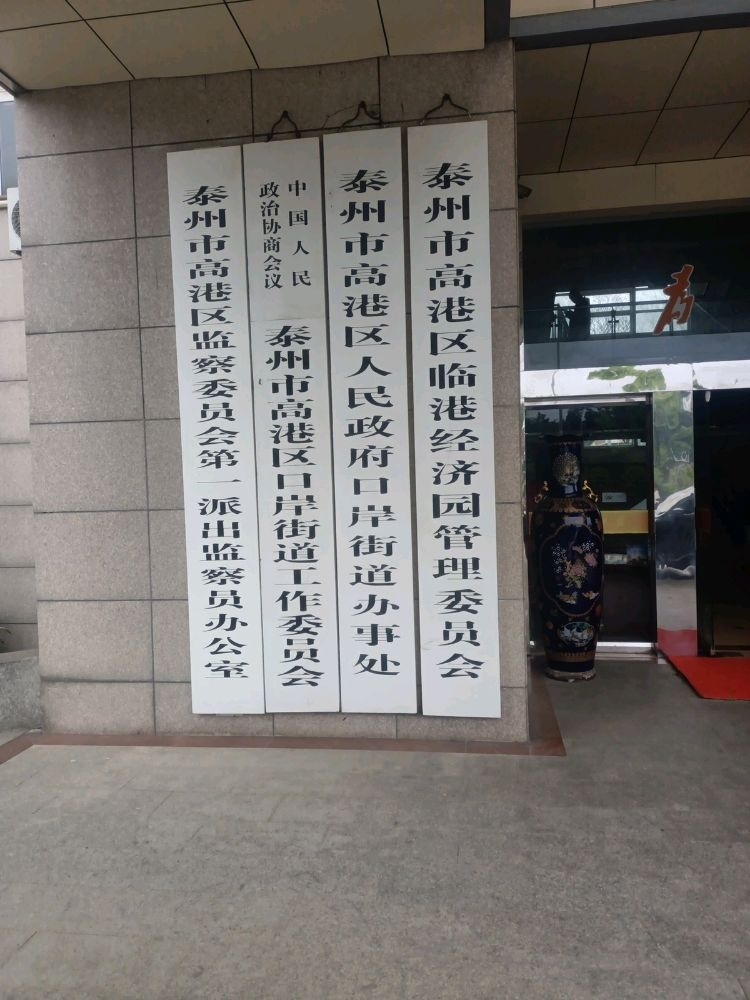 泰州市高港区临港经济园管理委员会
泰州市高港区人民政府口岸街道办事处
中国人民
政治协商会议
泰州市高港区口岸街道工作委员会
泰州市高港区监察委员会第一派出监察员办公室
为